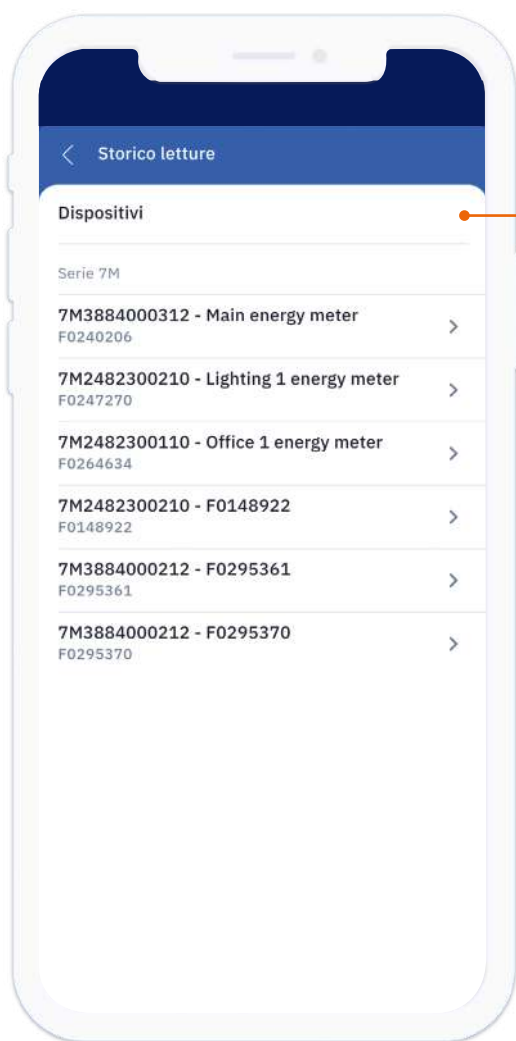 Storico letture
Dispositivi
Serie 7M
7M3884000312 - Main energy meter
F0240206
7M2482300210 - Lighting 1 energy meter
F0247270
7M2482300110 - Office 1 energy meter
F0264634
7M2482300210 - F0148922
F0148922
7M3884000212 - F0295361
F0295361
7M3884000212 - F0295370
F0295370